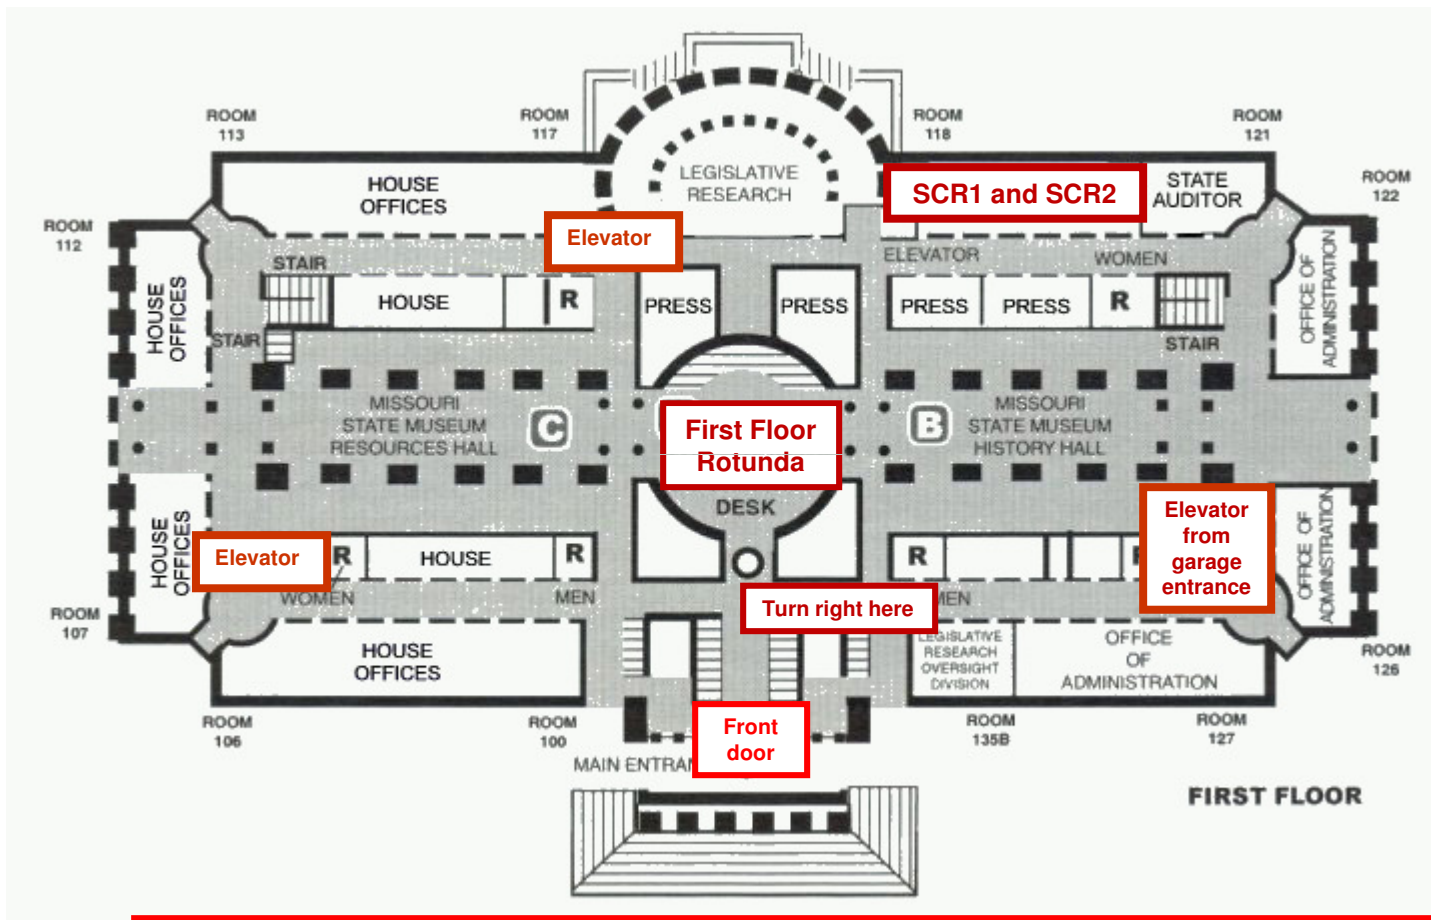 ROOM
113
ROOM
117
ROOM
118
ROOM
121
ROOM
122
ROOM
112
HOUSE
OFFICES
LEGISLATIVE
RESEARCH
SCR1 and SCR2
STATE
AUDITOR
Elevator
ELEVATOR
WOMEN
STAIR
HOUSE
OFFICES
HOUSE
R
PRESS
PRESS
PRESS
PRESS
R
OFFICE OF
ADMINISTRATION
STAIR
STAIR
MISSOURI
STATE MUSEUM
RESOURCES HALL
C
First Floor
Rotunda
B
MISSOURI
STATE MUSEUM
HISTORY HALL
DESK
HOUSE
OFFICES
Elevator
R
HOUSE
R
R
Elevator
from
garage
entrance
OFFICE OF
ADMINISTRATION
WOMEN
MEN
Turn right here
MEN
ROOM
107
HOUSE
OFFICES
LEGISLATIVE
RESEARCH
OVERSIGHT
DIVISION
OFFICE
OF
ADMINISTRATION
ROOM
126
ROOM
106
ROOM
100
Front
door
ROOM
135B
ROOM
127
MAIN
FIRST FLOOR